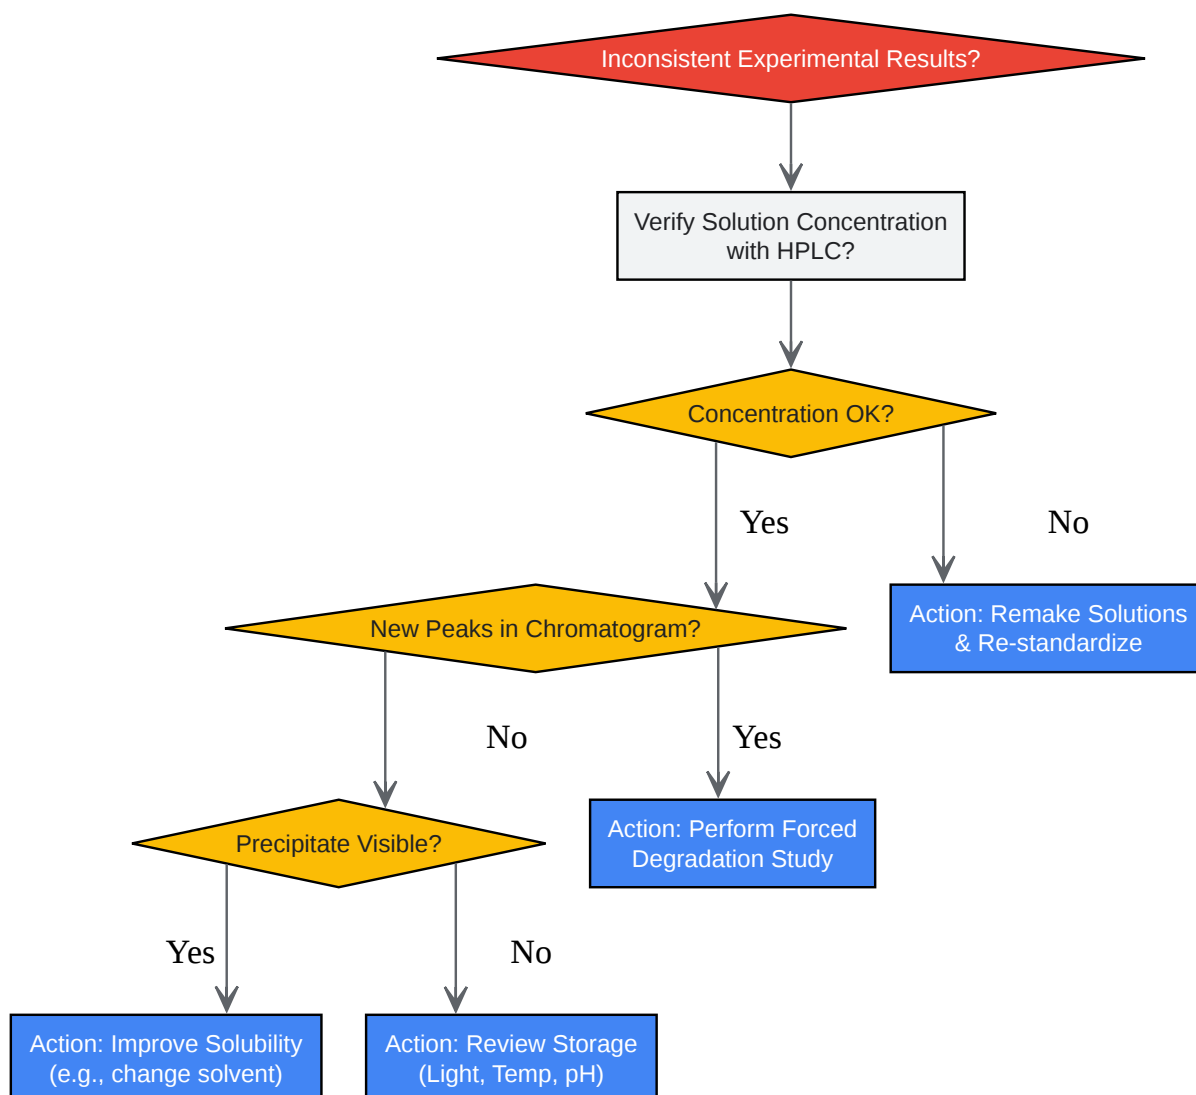 Inconsistent Experimental Results?
Verify Solution Concentration
with HPLC?
Concentration OK?
Yes
No
New Peaks in Chromatogram?
Action: Remake Solutions
& Re-standardize
No
Yes
Precipitate Visible?
Action: Perform Forced
Degradation Study
Yes
No
Action: Improve Solubility
(e.g., change solvent)
Action: Review Storage
(Light, Temp, pH)